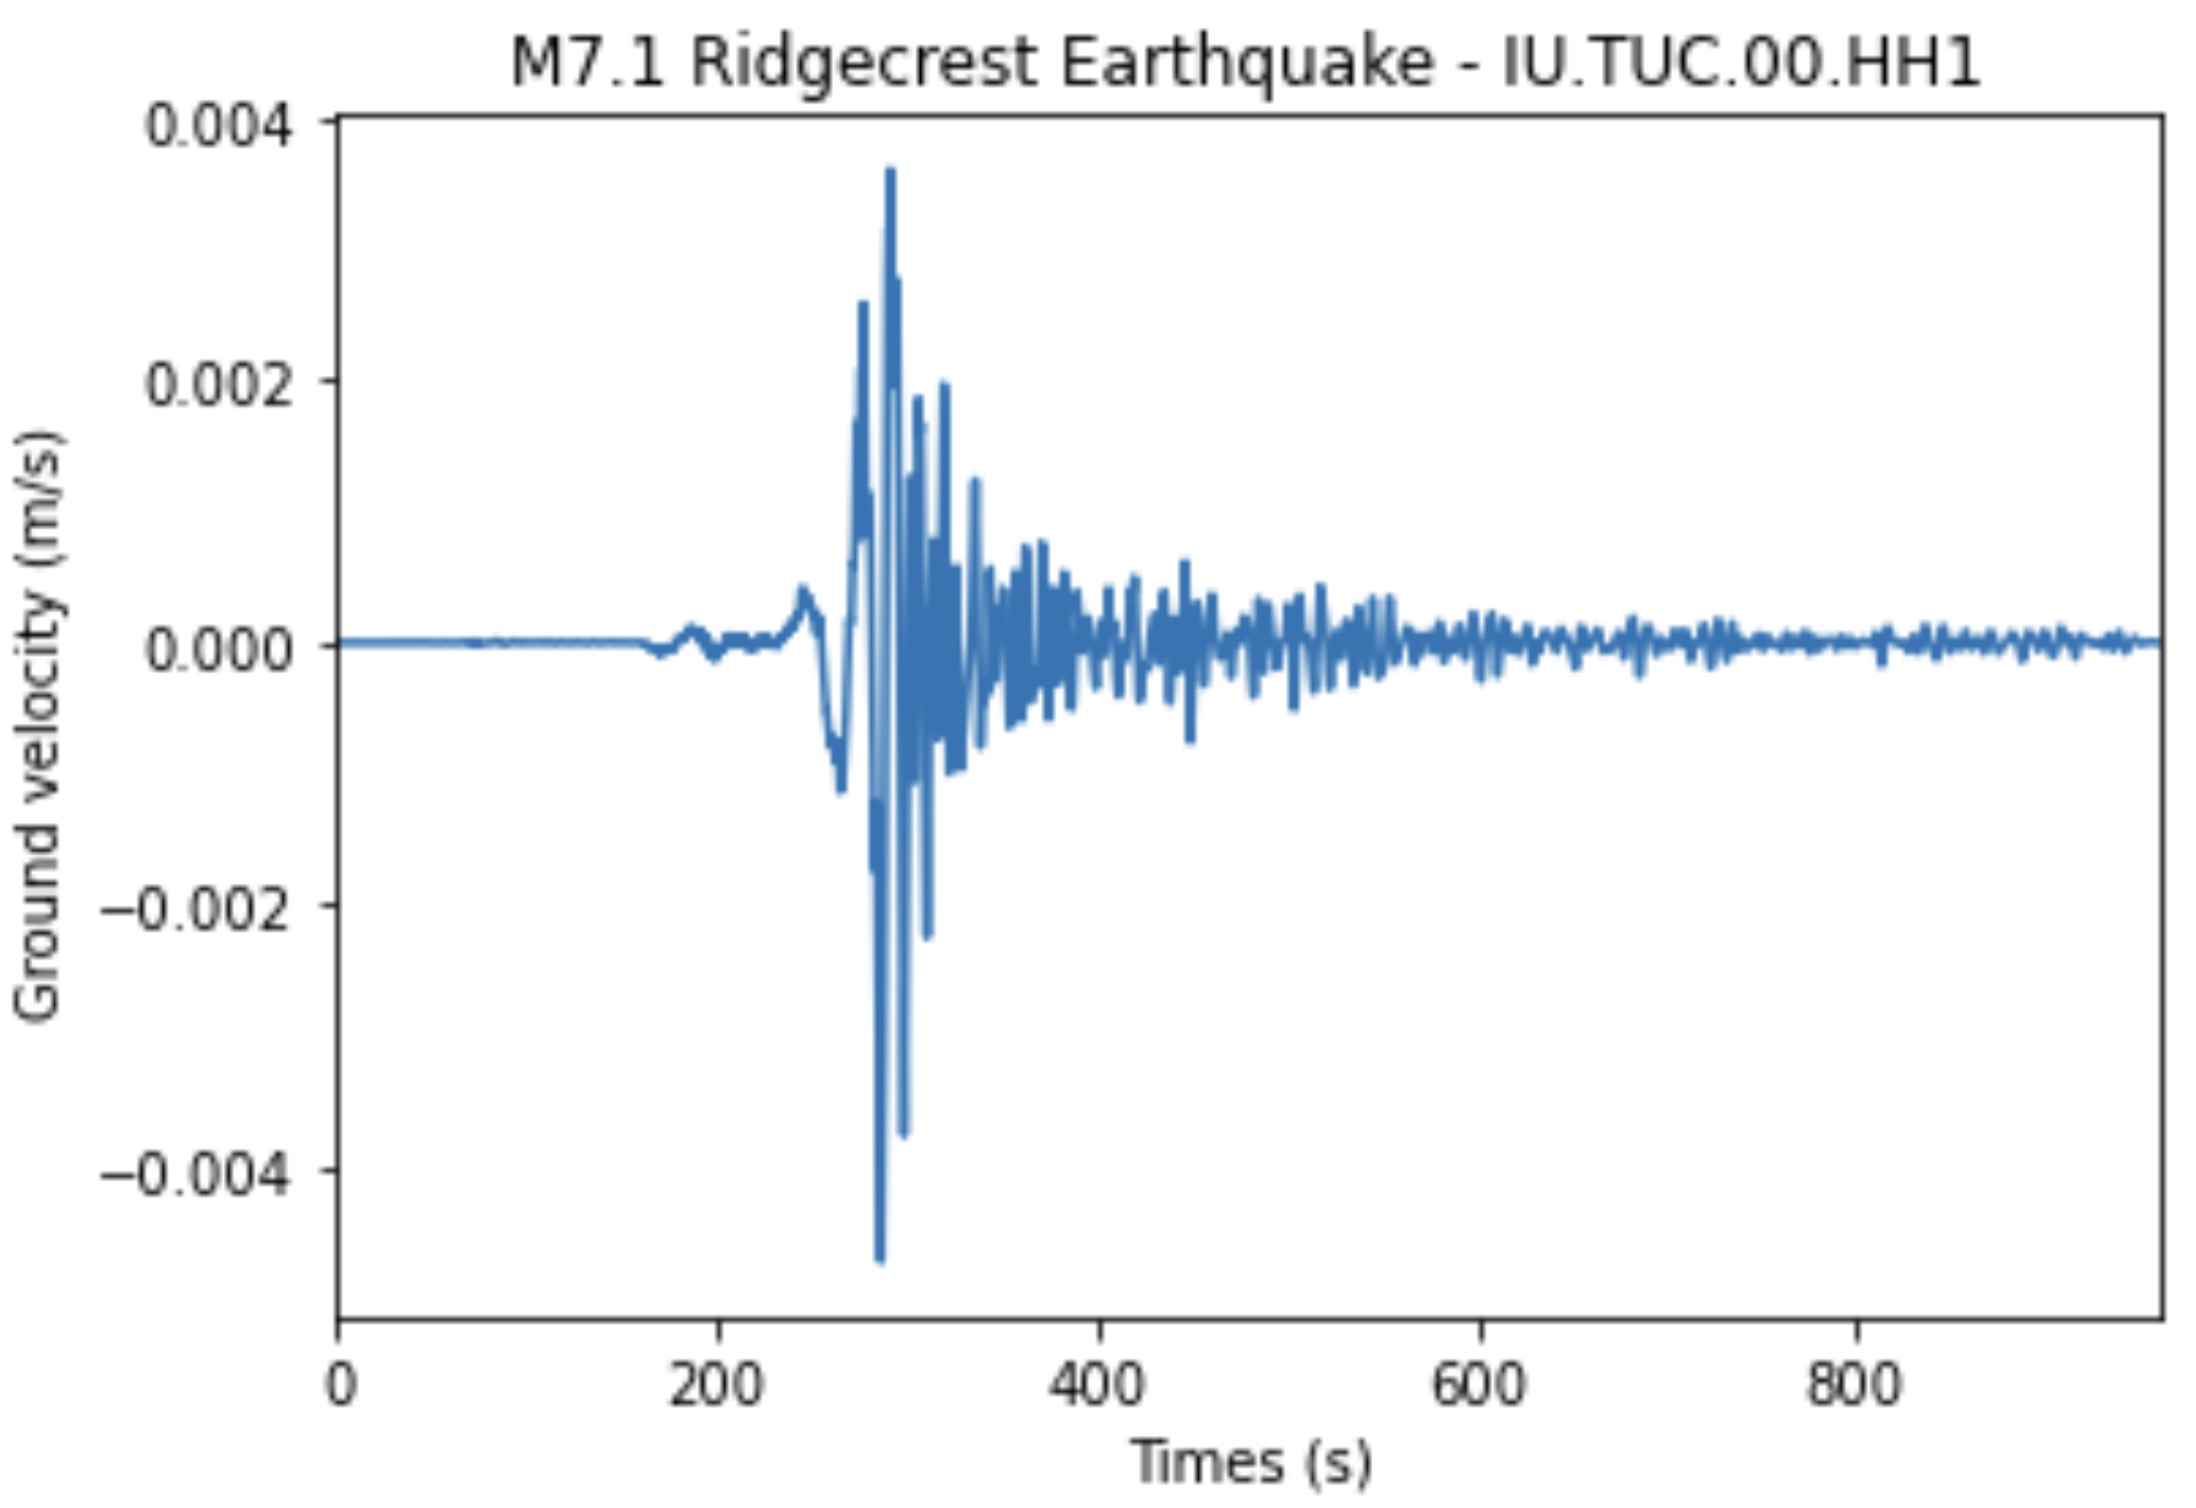 M7.1 Ridgecrest Earthquake - IU.TUC.00.HH1
0.004
0.002
0.000
−0.002
−0.004
Ground velocity (m/s)
0 200 400 600 800
Times (s)